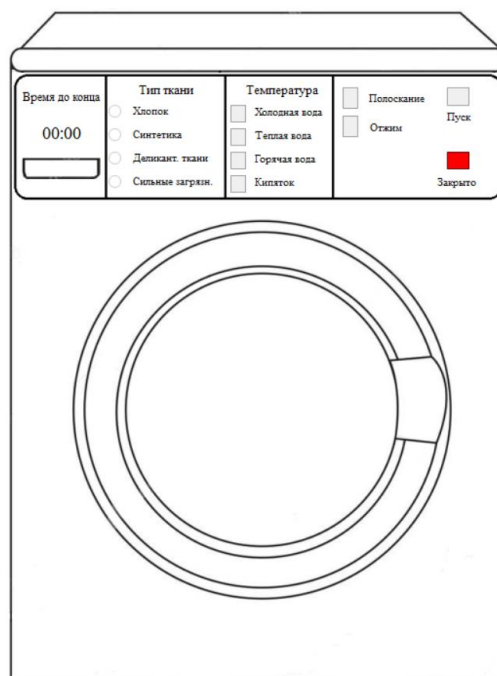 Время до конца
00:00
Тип ткани
Хлопок
Синтетика
Деликант. ткани
Сильные загрязн.
Температура
Холодная вода
Теплая вода
Горячая вода
Кипяток
Полоскание
Отжим
Пуск
Закрыто